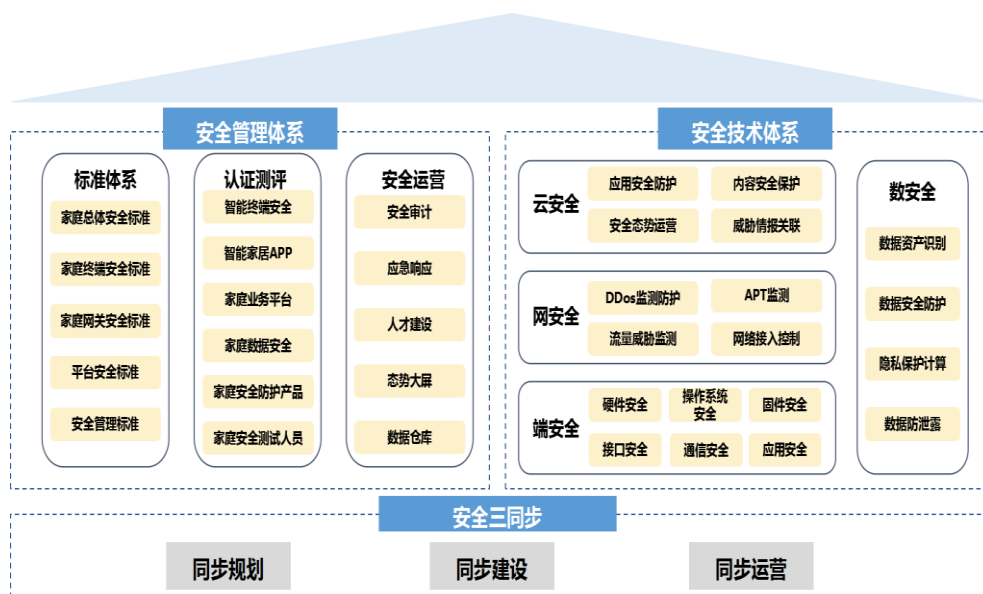 安全管理体系
标准体系
家庭总体安全标准
家庭终端安全标准
家庭网关安全标准
平台安全标准
安全管理标准
认证测评
智能终端安全
智能家居APP
家庭业务平台
家庭数据安全
家庭安全防护产品
家庭安全测试人员
安全运营
安全审计
应急响应
人才建设
态势大屏
数据仓库
安全技术体系
云安全
应用安全防护
内容安全保护
安全态势运营
威胁情报关联
网安全
DDos监测防护
APT监测
流量威胁监测
网络接入控制
端安全
硬件安全
操作系统
安全
固件安全
接口安全
通信安全
应用安全
数安全
数据资产识别
数据安全防护
隐私保护计算
数据防泄露
安全三同步
同步规划
同步建设
同步运营